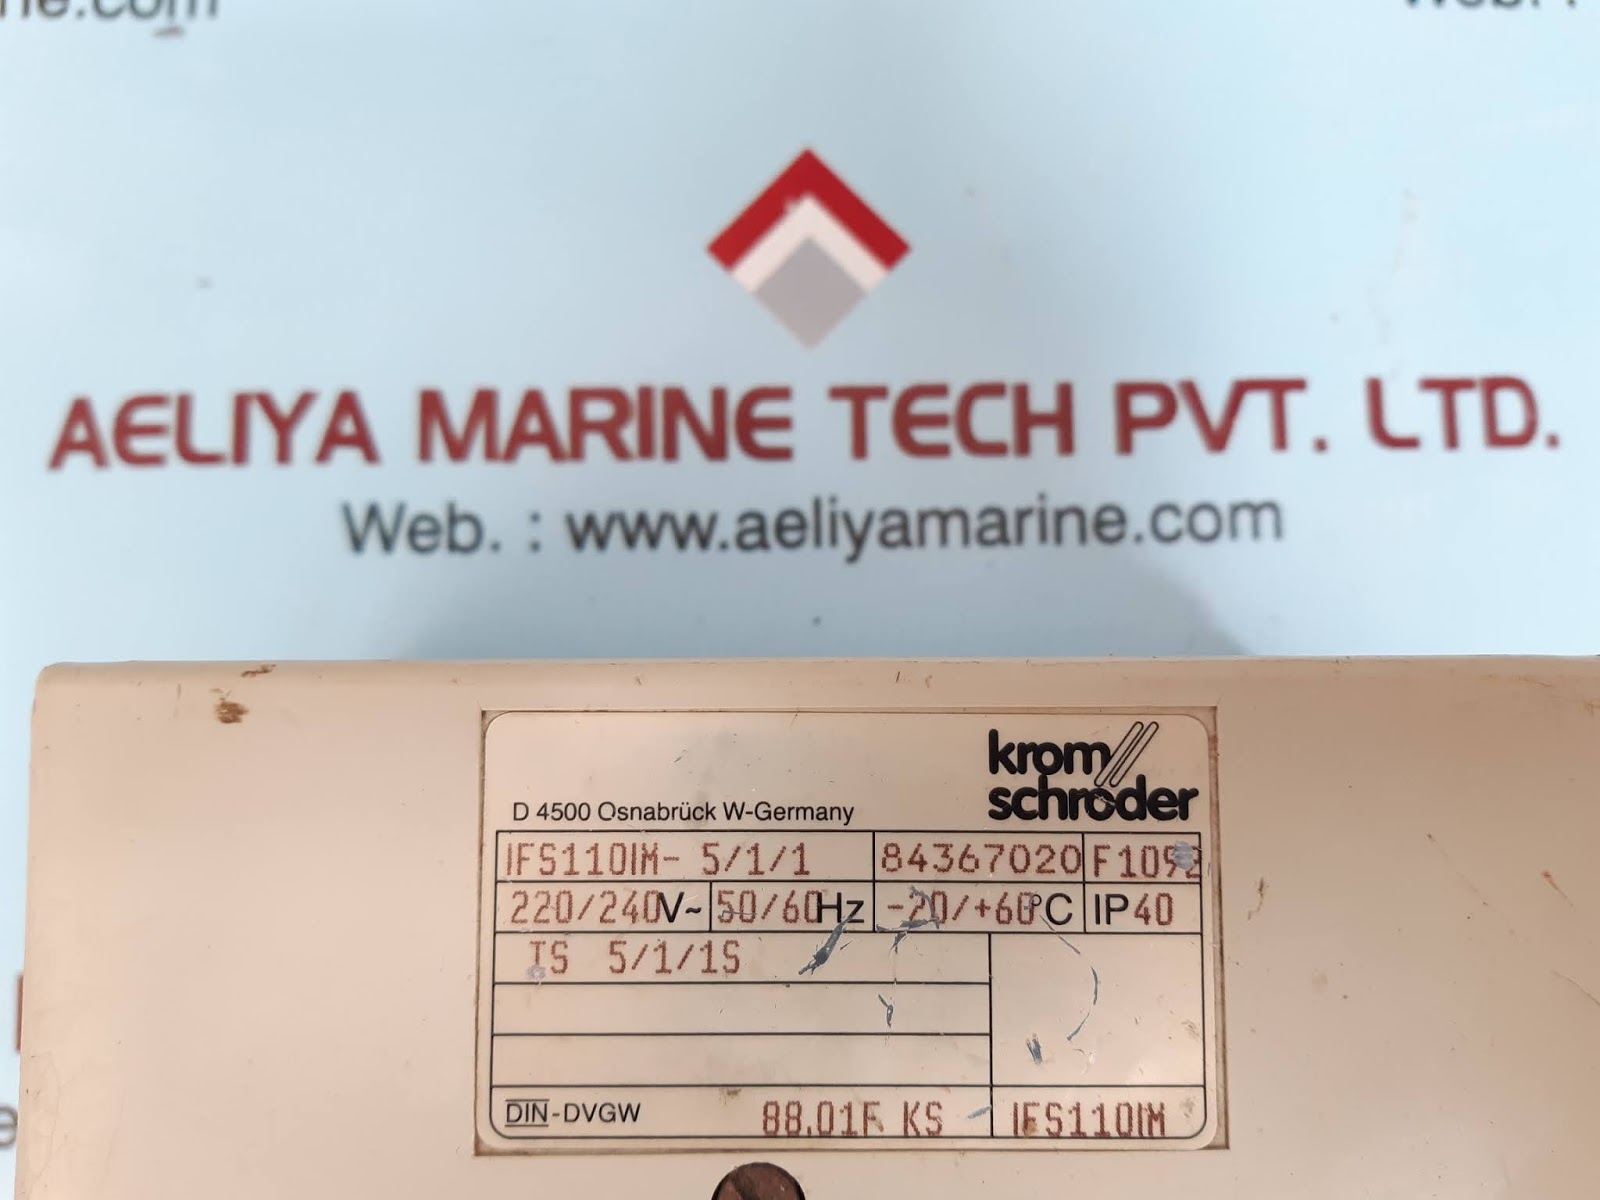 AELIYA MARINE TECH PVT. LTD.
Web. : www.aeliyamarine.com
krom
schroder
D 4500 Osnabrück W-Germany
IFS110IM- 5/1/1 84367020
220/240V~ 50/60Hz -20/+60°C IP40
TS 5/1/1S
DIN-DVGW 88.01F KS IFS110IM